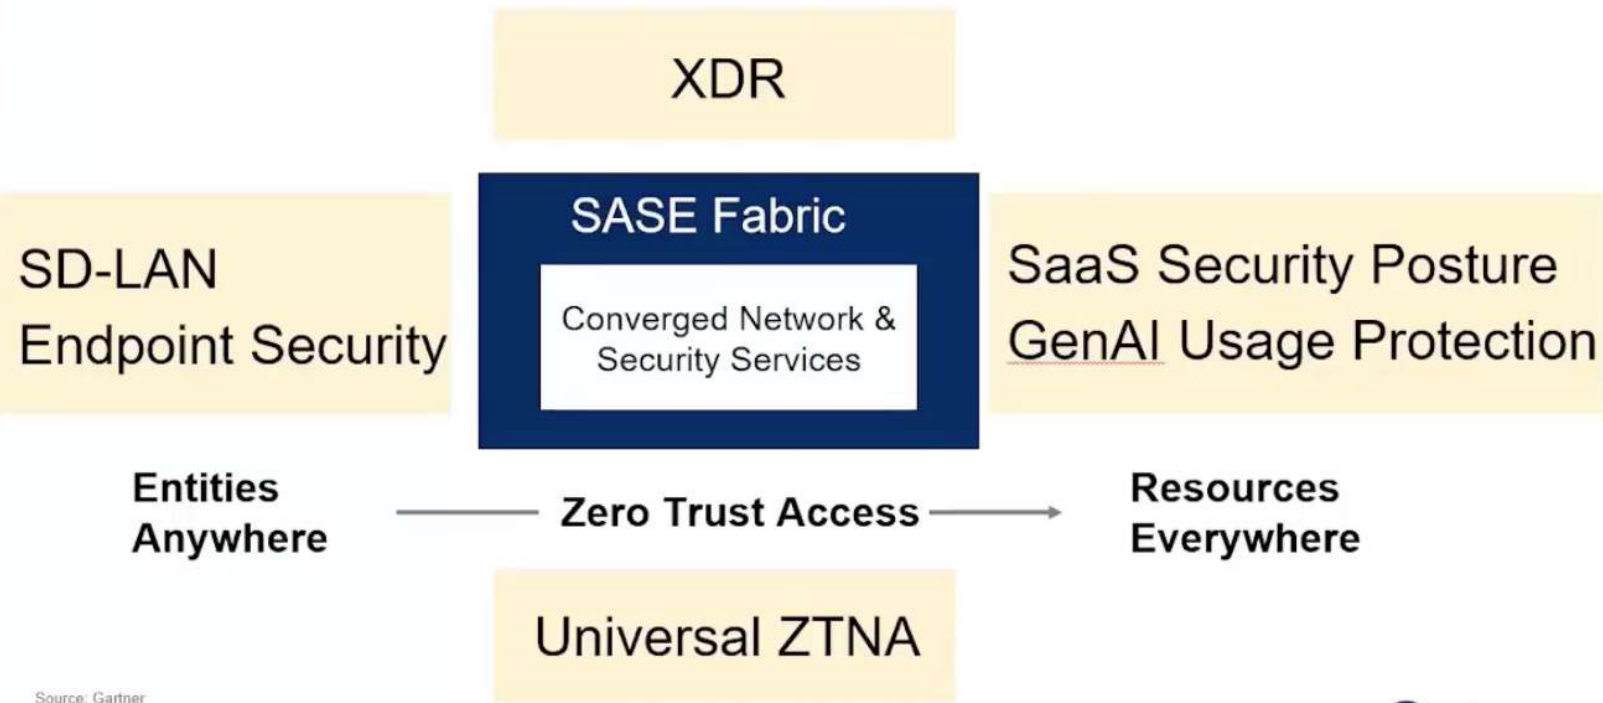 XDR
SASE Fabric
SD-LAN
Endpoint Security
Converged Network &
Security Services
SaaS Security Posture
GenAI Usage Protection
Entities
Anywhere
Zero Trust Access
Resources
Everywhere
Universal ZTNA
Source: Gartner